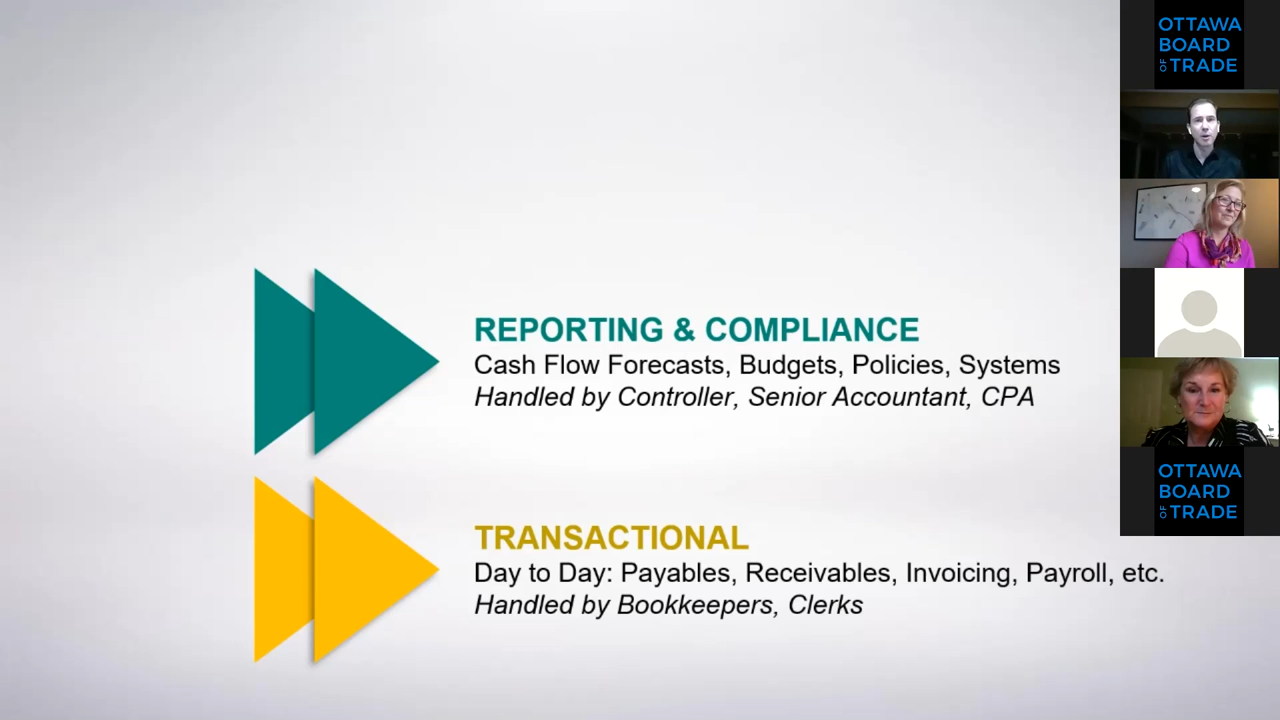 REPORTING & COMPLIANCE
Cash Flow Forecasts, Budgets, Policies, Systems
Handled by Controller, Senior Accountant, CPA
TRANSACTIONAL
Day to Day: Payables, Receivables, Invoicing, Payroll, etc.
Handled by Bookkeepers, Clerks
OTTAWA
BOARD
OF TRADE
OTTAWA
BOARD
OF TRADE